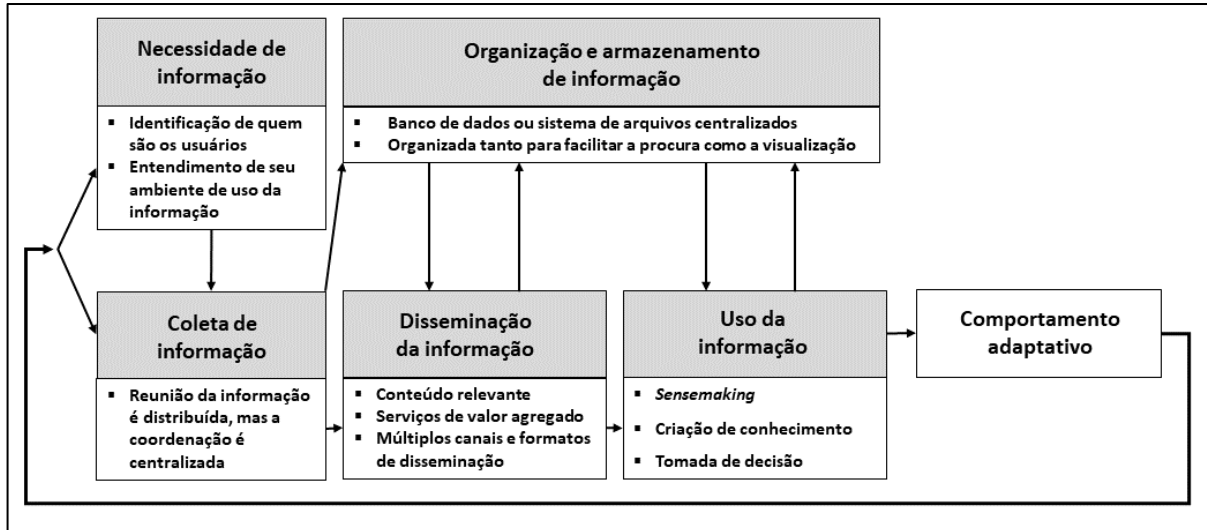 Necessidade de
informação
▪ Identificação de quem
são os usuários
▪ Entendimento de seu
ambiente de uso da
informação
Organização e armazenamento
de informação
▪ Banco de dados ou sistema de arquivos centralizados
▪ Organizada tanto para facilitar a procura como a visualização
Coleta de
informação
▪ Reunião da informação
é distribuída, mas a
coordenação é
centralizada
Disseminação
da informação
▪ Conteúdo relevante
▪ Serviços de valor agregado
▪ Múltiplos canais e formatos
de disseminação
Uso da
informação
▪ Sensemaking
▪ Criação de conhecimento
▪ Tomada de decisão
Comportamento
adaptativo